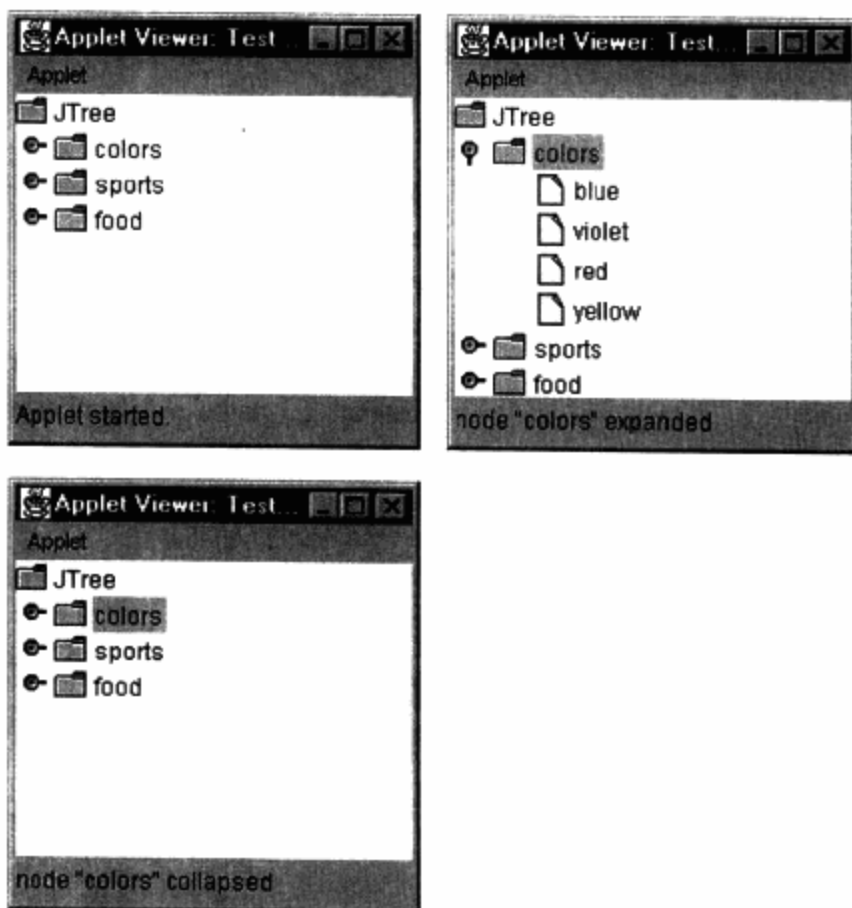 Applet Viewer: Test ...
Applet
JTree
colors
sports
food
Applet started.
Applet Viewer: Test...
Applet
JTree
colors
blue
violet
red
yellow
sports
food
node "colors" expanded
Applet Viewer: Test...
Applet
JTree
colors
sports
food
node "colors" collapsed